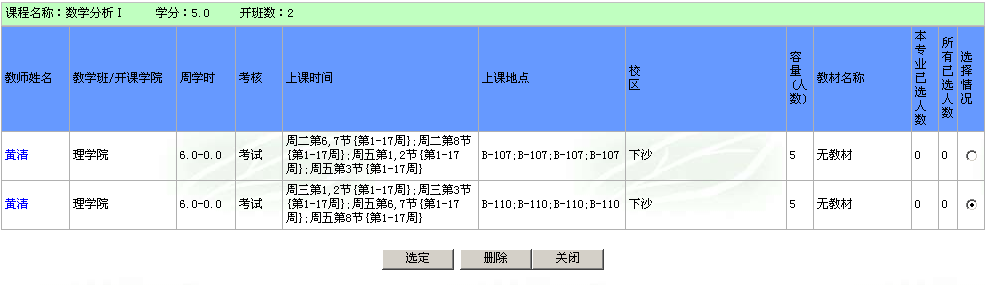 课程名称：数学分析Ⅰ 学分：5.0 开班数：2
教师姓名 教学班/开课学院 周学时 考核 上课时间 上课地点 校区 容量(人数) 教材名称 本专业已选人数 所有已选人数 选择情况
黄清 理学院 6.0-0.0 考试 周二第6,7节{第1-17周};周二第8节{第1-17周};周五第1,2节{第1-17周};周五第3节{第1-17周} B-107;B-107;B-107;B-107 下沙 5 无教材 0 0
黄清 理学院 6.0-0.0 考试 周三第1,2节{第1-17周};周三第3节{第1-17周};周五第6,7节{第1-17周};周五第8节{第1-17周} B-110;B-110;B-110;B-110 下沙 5 无教材 0 0
选定 删除 关闭